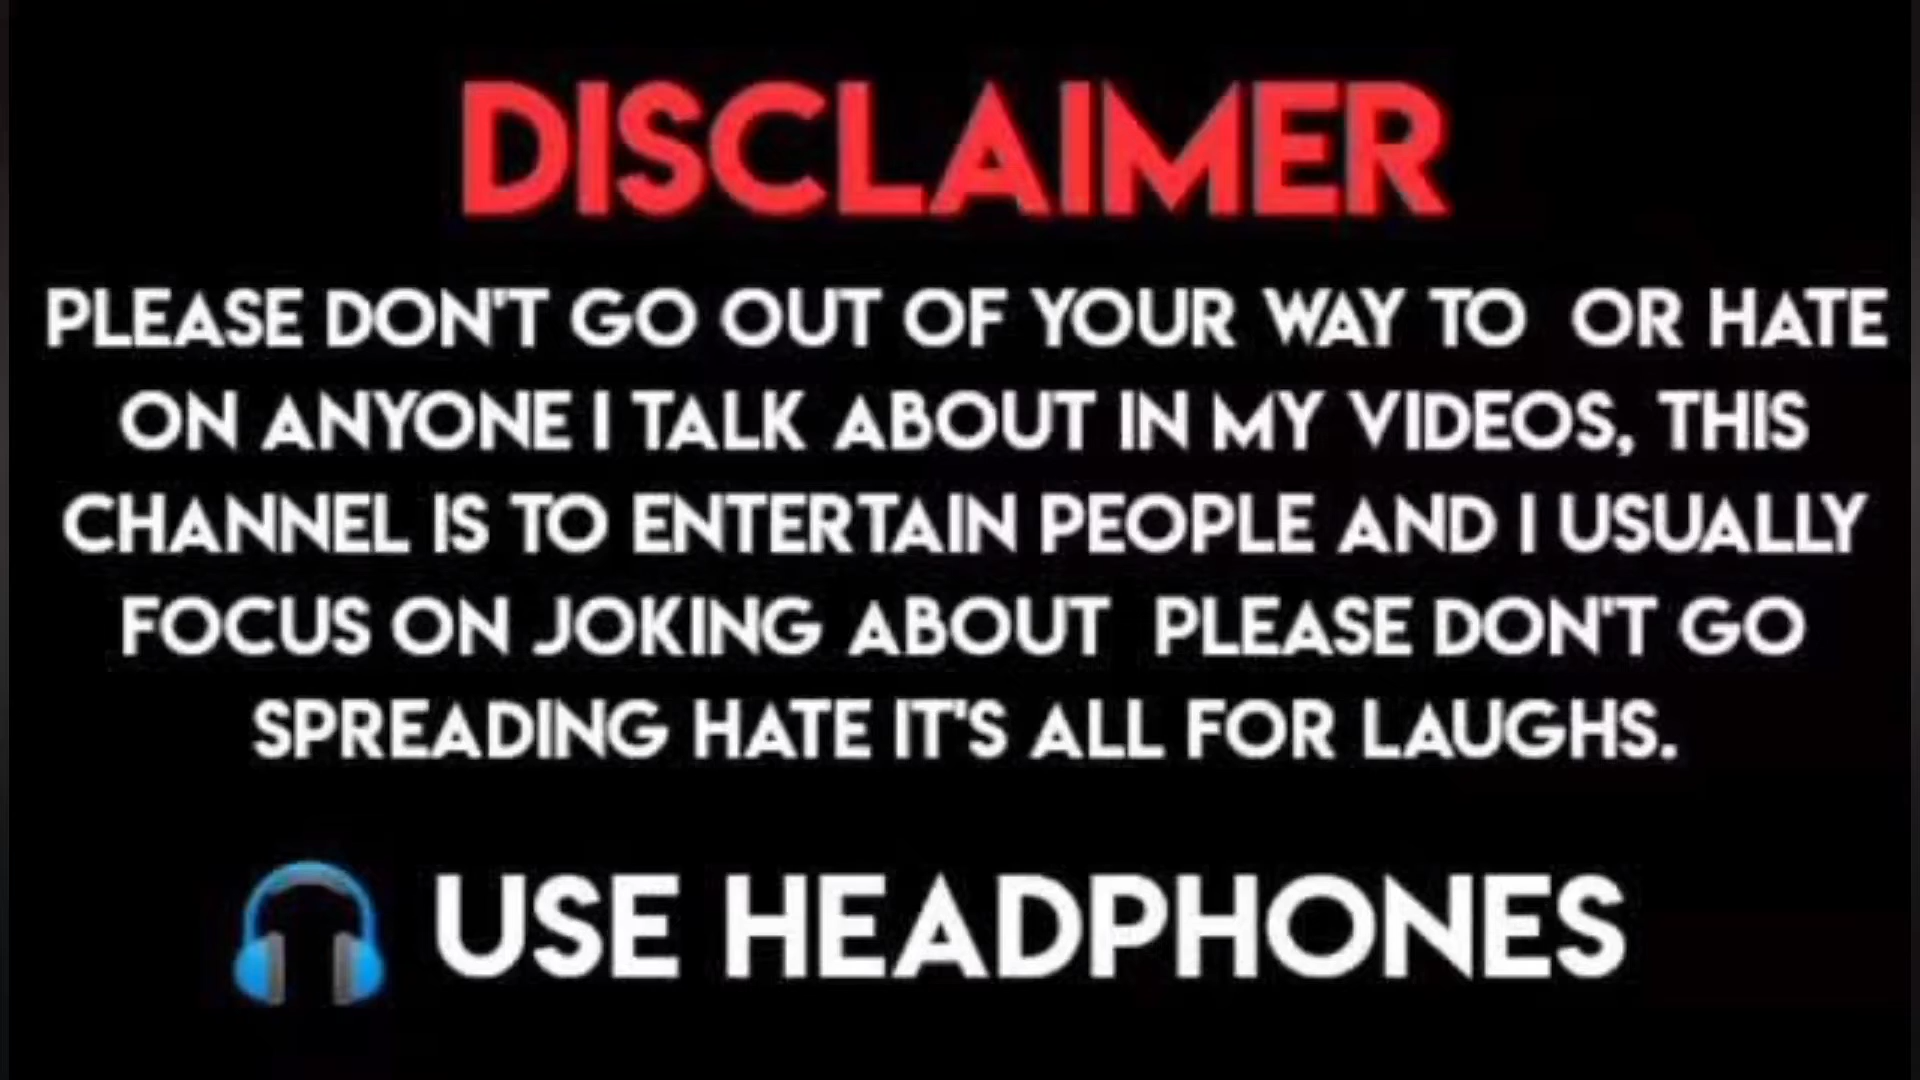 DISCLAIMER
PLEASE DON'T GO OUT OF YOUR WAY TO OR HATE
ON ANYONE I TALK ABOUT IN MY VIDEOS, THIS
CHANNEL IS TO ENTERTAIN PEOPLE AND I USUALLY
FOCUS ON JOKING ABOUT PLEASE DON'T GO
SPREADING HATE IT'S ALL FOR LAUGHS.
USE HEADPHONES